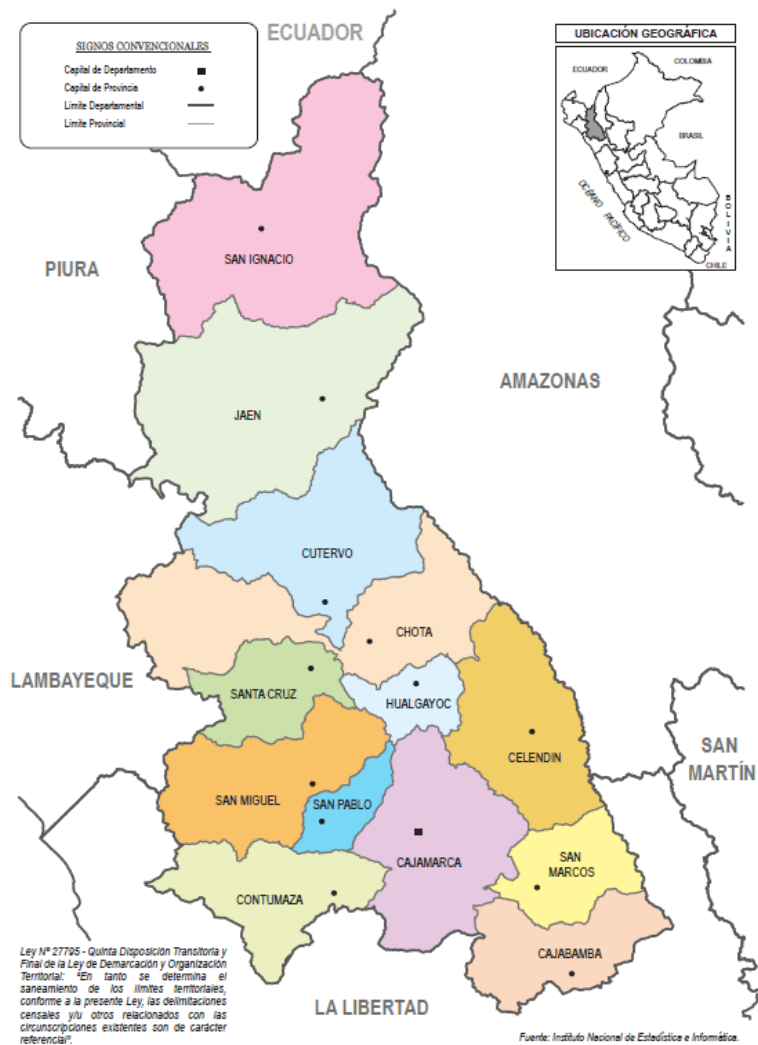 ECUADOR
SIGNOS CONVENCIONALES
Capital de Departamento
Capital de Provincia
Limite Departamental
Limite Provincial
UBICACIÓN GEOGRÁFICA
ECUADOR
COLOMBIA
BRASIL
OCÉANO PACÍFICO
BOLIVIA
CHILE
SAN IGNACIO
PIURA
AMAZONAS
JAEN
CUTERVO
CHOTA
LAMBAYEQUE
SANTA CRUZ
HUALGAYOC
CELENDIN
SAN
MARTÍN
SAN MIGUEL
SAN PABLO
CAJAMARCA
SAN
MARCOS
CONTUMAZA
CAJABAMBA
LA LIBERTAD
Ley Nº 27795 - Quinta Disposición Transitoria y
Final de la Ley de Demarcación y Organización
Territorial: "En tanto se determina el
saneamiento de los límites territoriales,
conforme a la presente Ley, las delimitaciones
censales y/u otros relacionados con las
circunscripciones existentes son de carácter
referencial".
Fuente: Instituto Nacional de Estadística e Informática.